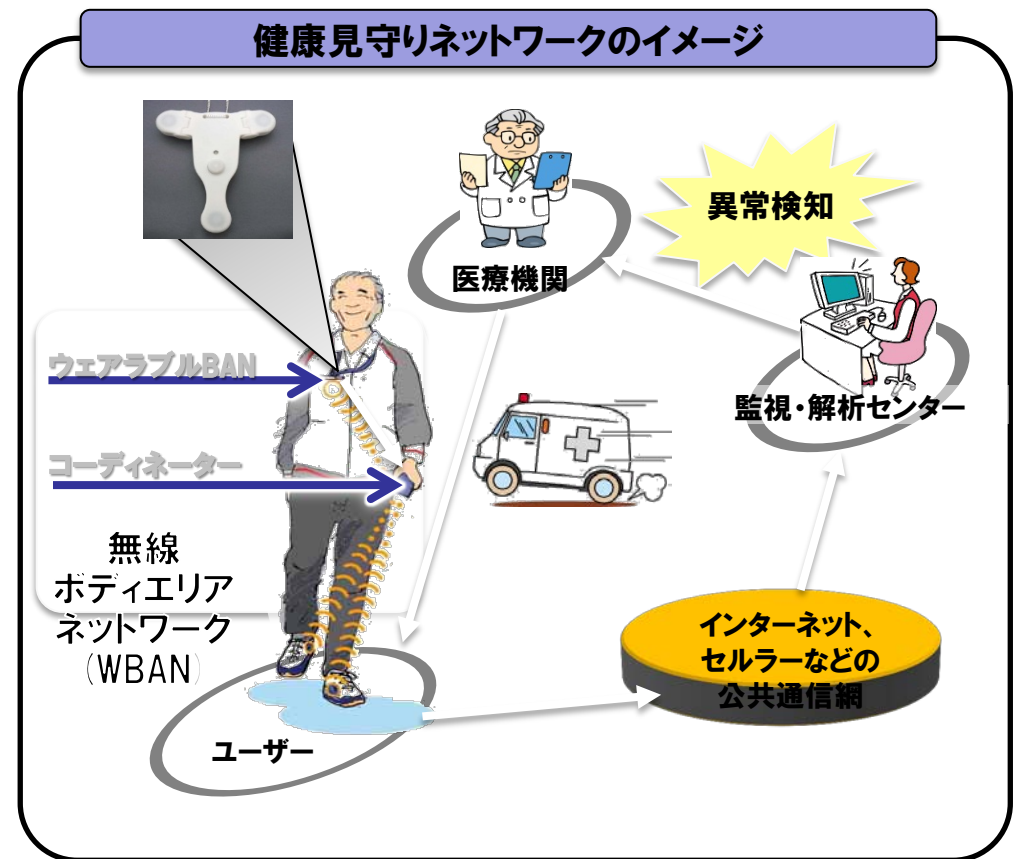 健康見守りネットワークのイメージ
異常検知
医療機関
ウェアラブルBAN
監視・解析センター
コーディネーター
無線
ボディエリア
ネットワーク
(WBAN)
インターネット、
セルラーなどの
公共通信網
ユーザー